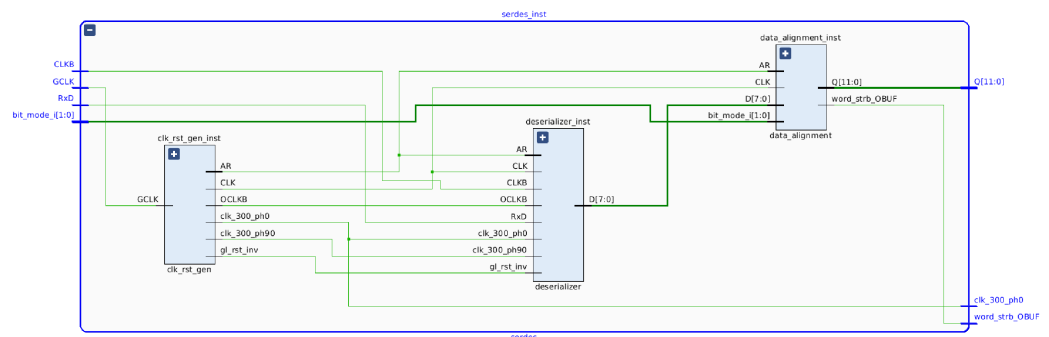 serdes_inst
CLKB
GCLK
RxD
bit_mode_i[1:0]
clk_rst_gen_inst
GCLK
AR
CLK
OCLKB
clk_300_ph0
clk_300_ph90
gl_rst_inv
clk_rst_gen
deserializer_inst
AR
CLK
CLKB
OCLKB
RxD
clk_300_ph0
clk_300_ph90
gl_rst_inv
D[7:0]
deserializer
data_alignment_inst
AR
CLK
D[7:0]
bit_mode_i[1:0]
Q[11:0]
word_strb_OBUF
data_alignment
Q[11:0]
clk_300_ph0
word_strb_OBUF
serdes